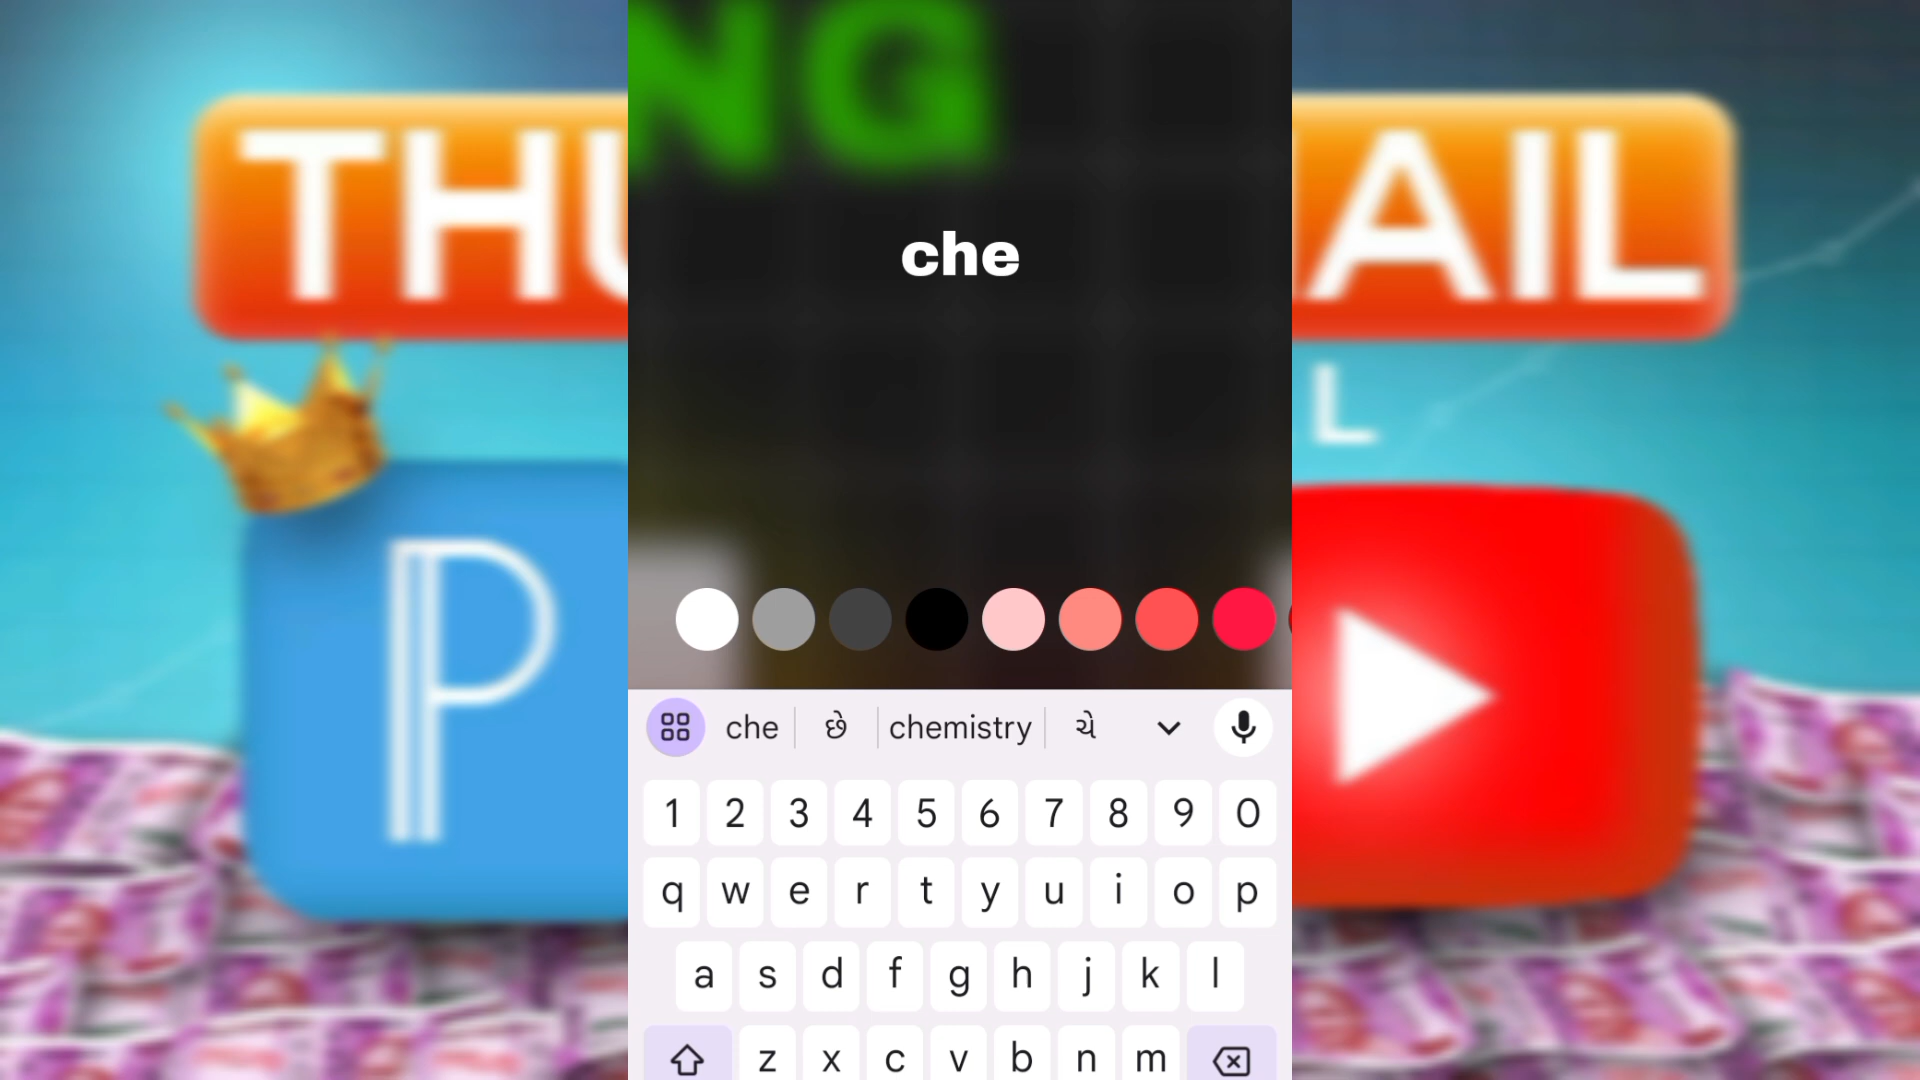 NG
THU
AIL
che
L
P
che છે chemistry ચે
1 2 3 4 5 6 7 8 9 0
q w e r t y u i o p
a s d f g h j k l
z x c v b n m